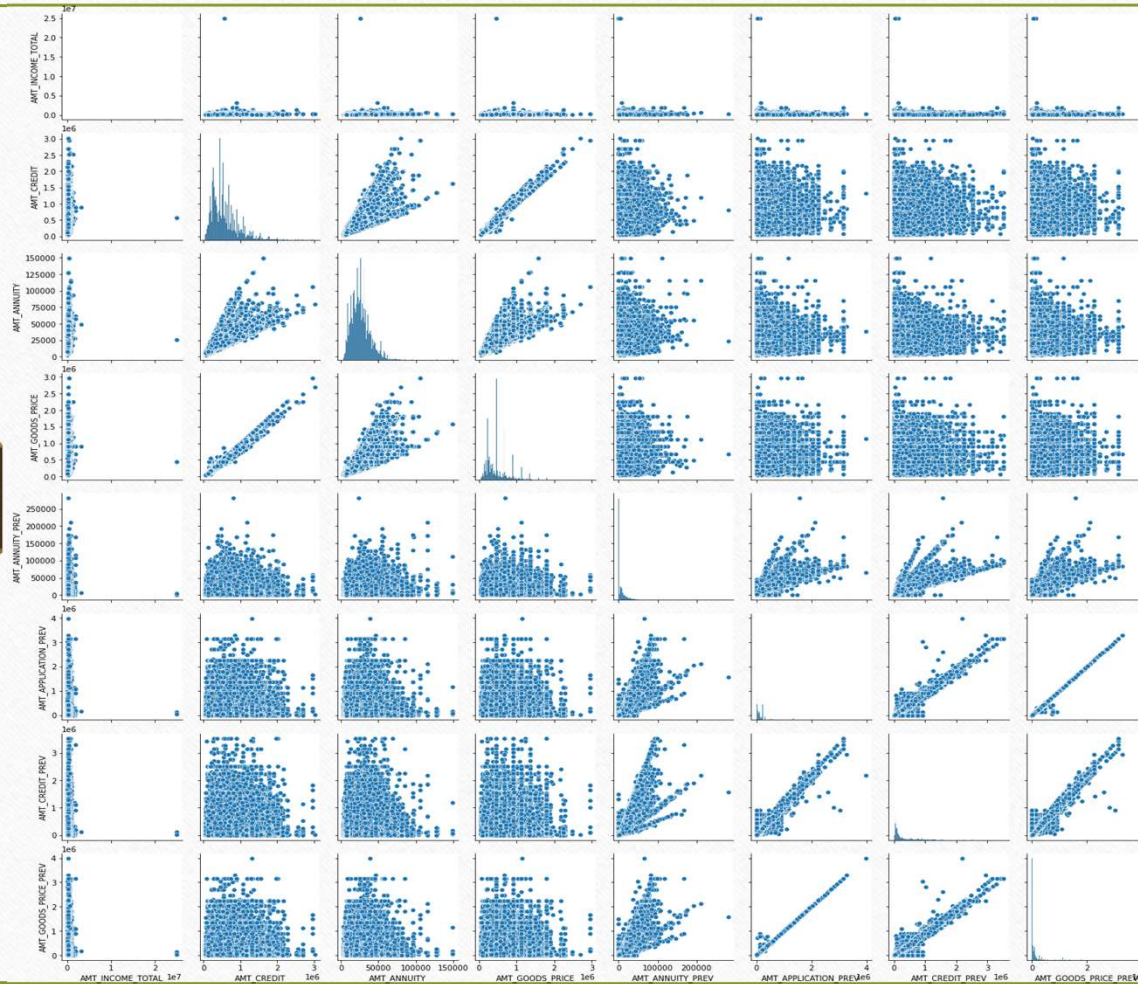 1e7
2.5
2.0
1.5
1.0
0.5
0.0
AMT_INCOME_TOTAL
1e6
3.0
2.5
2.0
1.5
1.0
0.5
0.0
AMT_CREDIT
150000
125000
100000
75000
50000
25000
0
AMT_ANNUITY
1e6
3.0
2.5
2.0
1.5
1.0
0.5
0.0
AMT_GOODS_PRICE
250000
200000
150000
100000
50000
0
AMT_ANNUITY_PREV
1e6
4
3
2
1
0
AMT_APPLICATION_PREV
1e6
3
2
1
0
AMT_CREDIT_PREV
1e6
4
3
2
1
0
AMT_GOODS_PRICE_PREV
0 1 2 0 1 2 3 0 50000 100000 150000 0 1 2 3 0 100000 200000 0 2 4 0 1 2 3 0 1 2 3
AMT_INCOME_TOTAL 1e7 AMT_CREDIT 1e6 AMT_ANNUITY AMT_GOODS_PRICE 1e6 AMT_ANNUITY_PREV AMT_APPLICATION_PREV 1e6 AMT_CREDIT_PREV 1e6 AMT_GOODS_PRICE_PREV